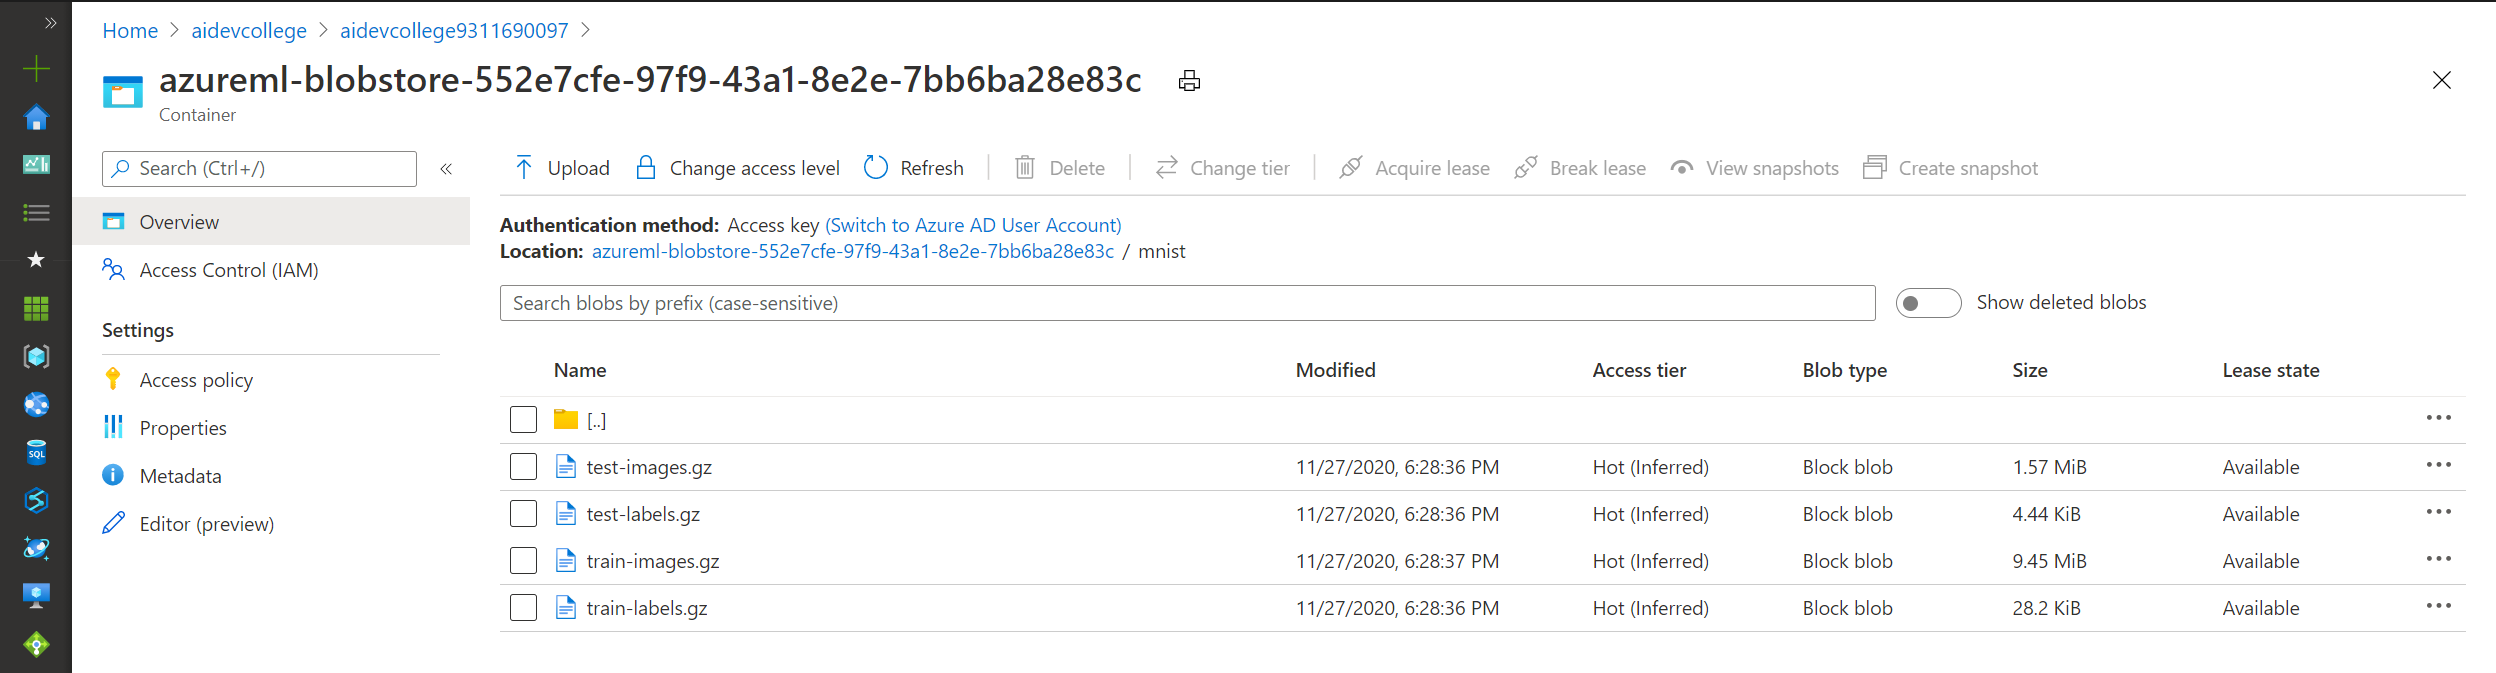 Home > aidevcollege > aidevcollege9311690097 >
azureml-blobstore-552e7cfe-97f9-43a1-8e2e-7bb6ba28e83c
Container
Search (Ctrl+/)
Upload Change access level Refresh Delete Change tier Acquire lease Break lease View snapshots Create snapshot
Overview
Access Control (IAM)
Settings
Access policy
Properties
Metadata
Editor (preview)
SQL
Authentication method: Access key (Switch to Azure AD User Account)
Location: azureml-blobstore-552e7cfe-97f9-43a1-8e2e-7bb6ba28e83c / mnist
Search blobs by prefix (case-sensitive)
Show deleted blobs
Name Modified Access tier Blob type Size Lease state
[..]
test-images.gz 11/27/2020, 6:28:36 PM Hot (Inferred) Block blob 1.57 MiB Available
test-labels.gz 11/27/2020, 6:28:36 PM Hot (Inferred) Block blob 4.44 KiB Available
train-images.gz 11/27/2020, 6:28:37 PM Hot (Inferred) Block blob 9.45 MiB Available
train-labels.gz 11/27/2020, 6:28:36 PM Hot (Inferred) Block blob 28.2 KiB Available